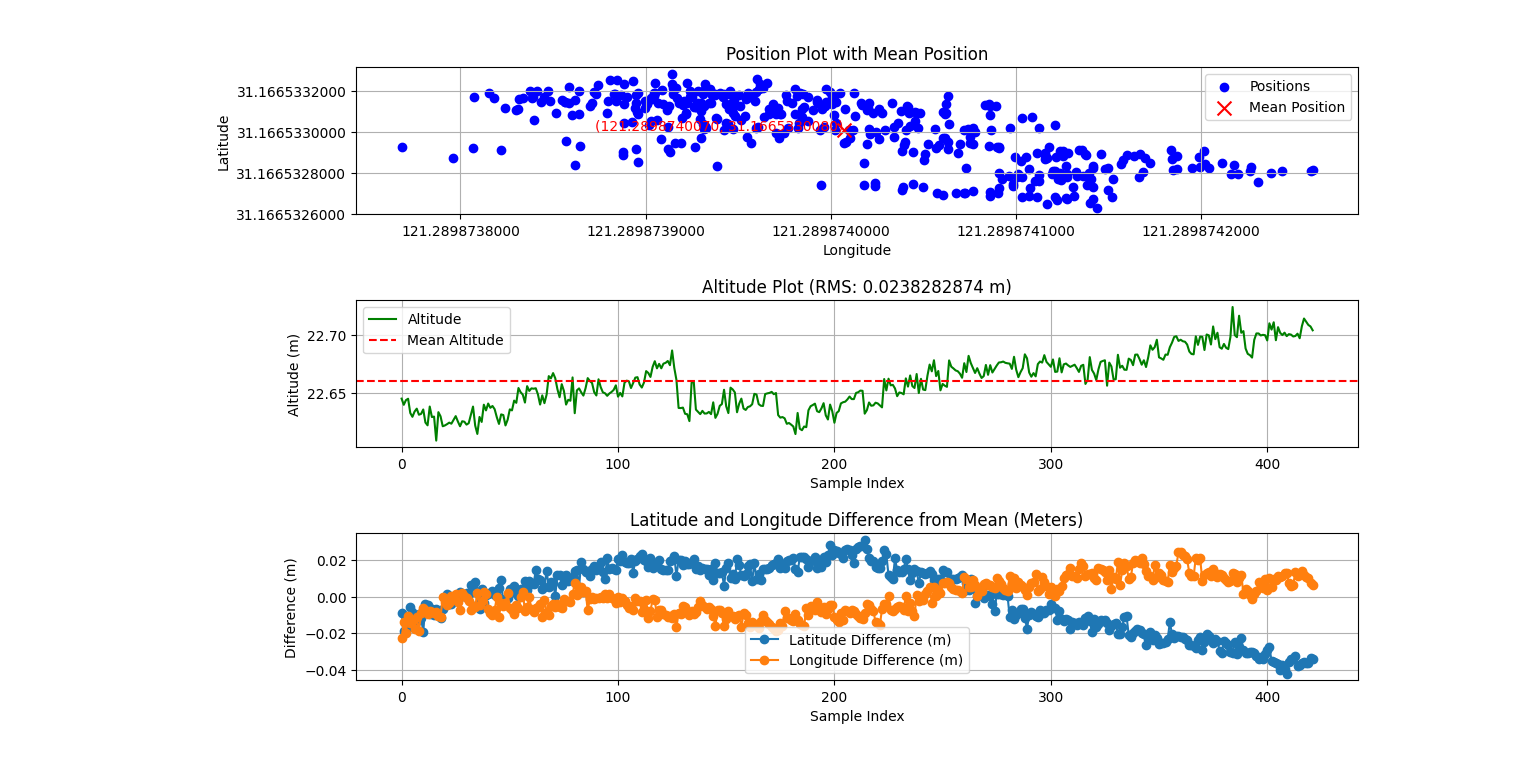 Position Plot with Mean Position
31.1665332000
31.1665330000
31.1665328000
31.1665326000
Latitude
Positions
Mean Position
121.2898738000
121.2898739000
121.2898740000
121.2898741000
121.2898742000
Longitude
Altitude Plot (RMS: 0.0238282874 m)
22.70
22.65
Altitude (m)
Altitude
Mean Altitude
0
100
200
300
400
Sample Index
Latitude and Longitude Difference from Mean (Meters)
0.02
0.00
−0.02
−0.04
Difference (m)
Latitude Difference (m)
Longitude Difference (m)
0
100
200
300
400
Sample Index